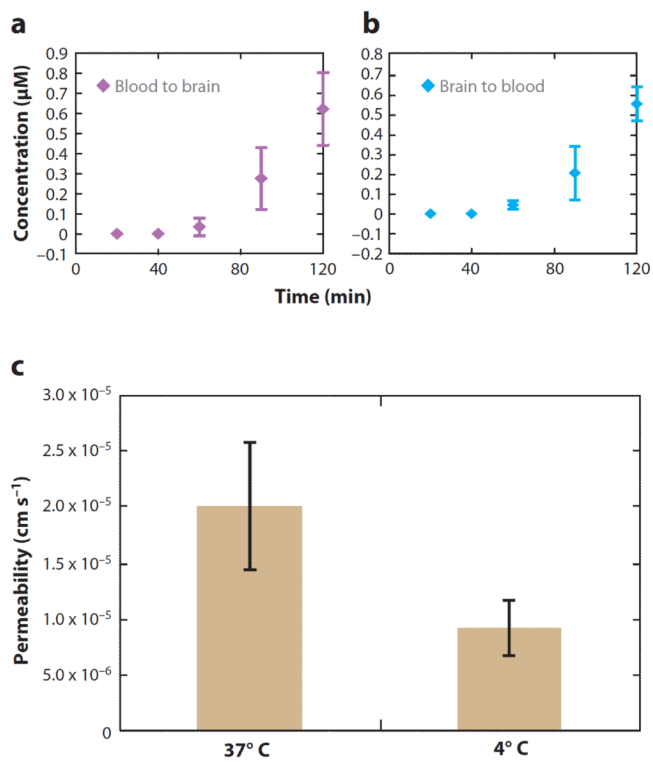 a
b
0.9
0.8
0.7
0.6
0.5
0.4
0.3
0.2
0.1
0
–0.1
Concentration (µM)
Blood to brain
0
40
80
120
0.8
0.7
0.6
0.5
0.4
0.3
0.2
0.1
0
–0.1
–0.2
Brain to blood
0
20
40
60
80
100
120
Time (min)
c
3.0 x 10⁻⁵
2.5 x 10⁻⁵
2.0 x 10⁻⁵
1.5 x 10⁻⁵
1.0 x 10⁻⁵
5.0 x 10⁻⁶
0
Permeability (cm s⁻¹)
37° C
4° C